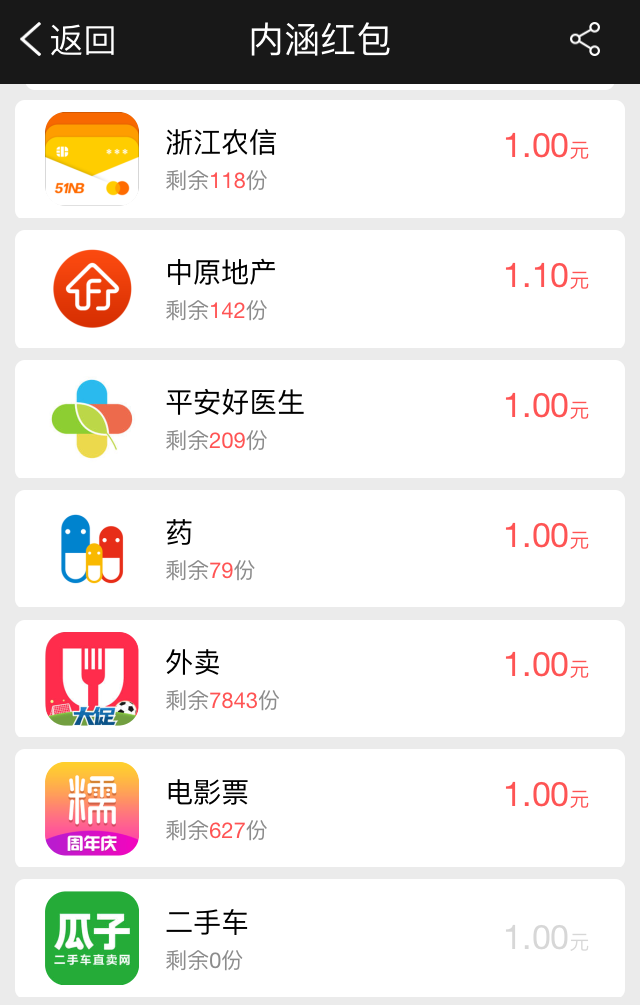 返回 内涵红包
浙江农信 1.00元
剩余118份
51NB
中原地产 1.10元
剩余142份
平安好医生 1.00元
剩余209份
药 1.00元
剩余79份
外卖 1.00元
剩余7843份
大促
电影票 1.00元
剩余627份
糯
周年庆
二手车 1.00元
剩余0份
瓜子
二手车直卖网